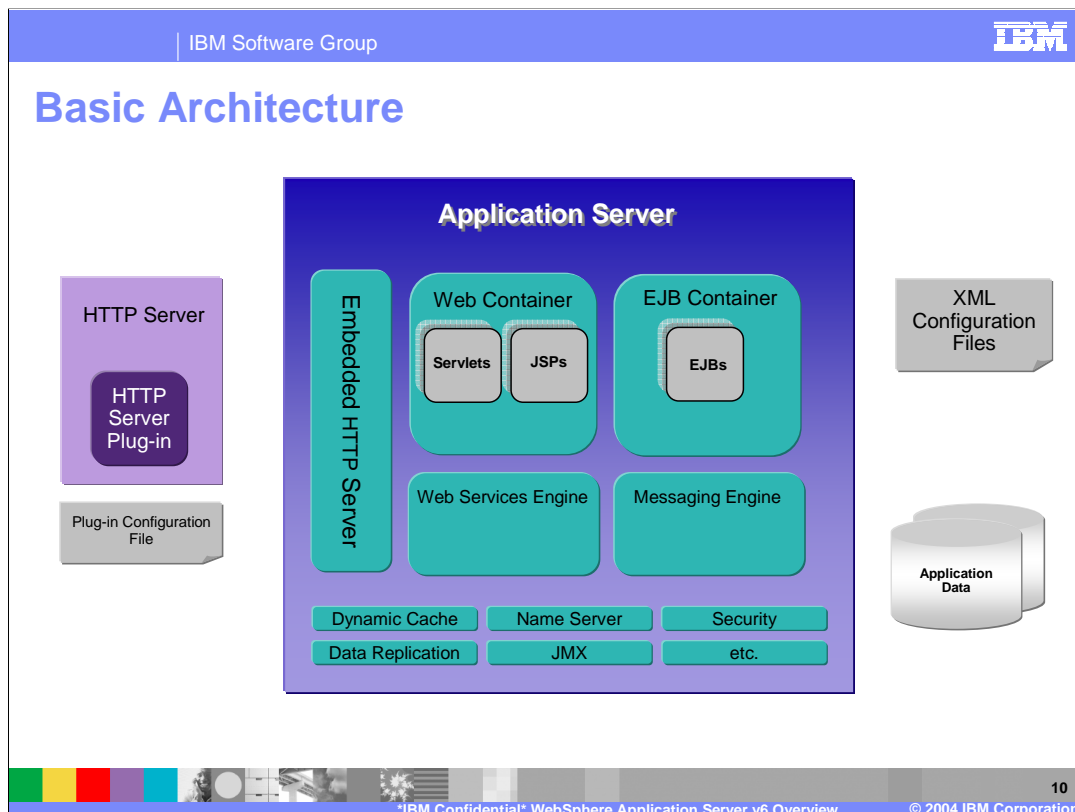 IBM Software Group
IBM
Basic Architecture
Application Server
HTTP Server
HTTP
Server
Plug-in
Plug-in Configuration
File
Embedded HTTP Server
Web Container
Servlets
JSPs
EJB Container
EJBs
Web Services Engine
Messaging Engine
Dynamic Cache
Name Server
Security
Data Replication
JMX
etc.
XML
Configuration
Files
Application
Data
10
*IBM Confidential* WebSphere Application Server v6 Overview
© 2004 IBM Corporation